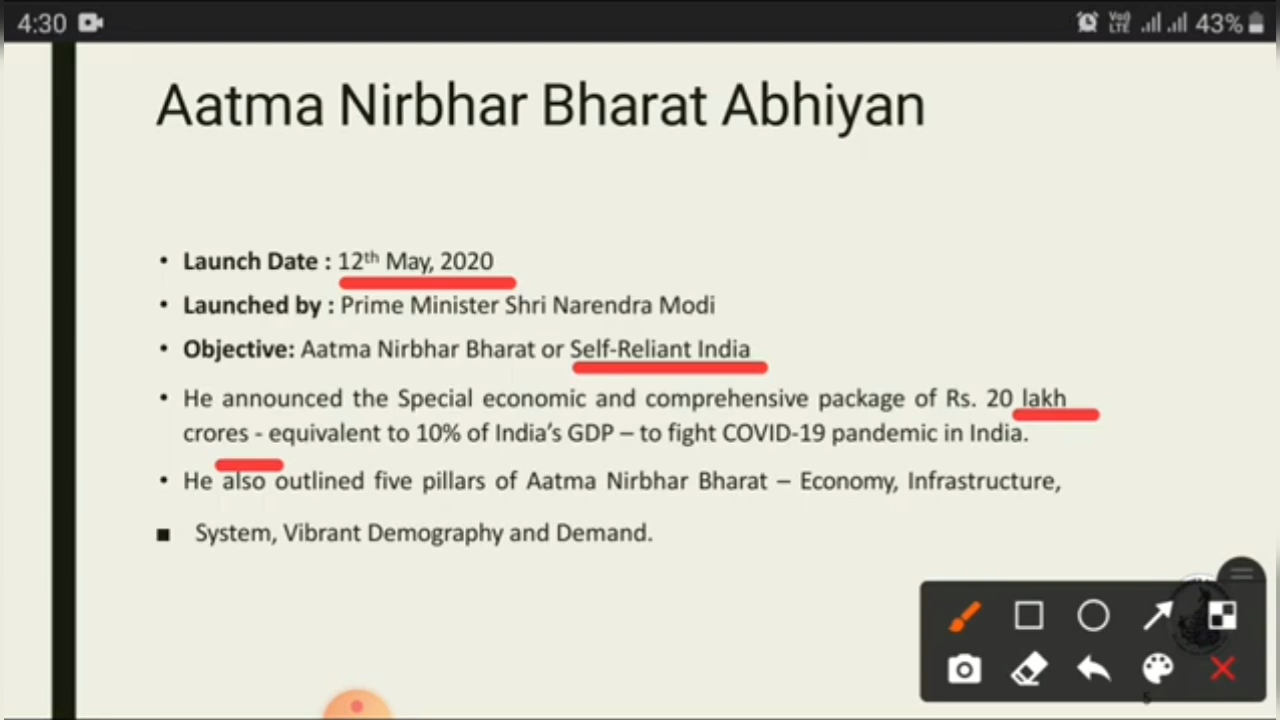 4:30
Vo) LTE 43%
Aatma Nirbhar Bharat Abhiyan
• Launch Date : 12th May, 2020
• Launched by : Prime Minister Shri Narendra Modi
• Objective: Aatma Nirbhar Bharat or Self-Reliant India
• He announced the Special economic and comprehensive package of Rs. 20 lakh
crores - equivalent to 10% of India's GDP – to fight COVID-19 pandemic in India.
• He also outlined five pillars of Aatma Nirbhar Bharat – Economy, Infrastructure,
■ System, Vibrant Demography and Demand.
5